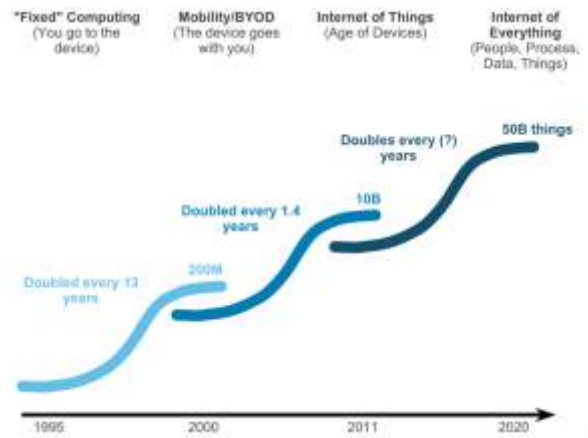 "Fixed" Computing
(You go to the
device)
Mobility/BYOD
(The device goes
with you)
Internet of Things
(Age of Devices)
Internet of
Everything
(People, Process,
Data, Things)
50B things
Doubles every (?)
years
10B
Doubled every 1.4
years
200M
Doubled every 13
years
1995
2000
2011
2020